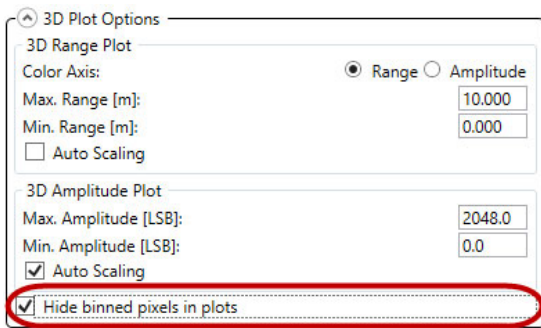 3D Plot Options
3D Range Plot
Color Axis: Range Amplitude
Max. Range [m]: 10.000
Min. Range [m]: 0.000
Auto Scaling
3D Amplitude Plot
Max. Amplitude [LSB]: 2048.0
Min. Amplitude [LSB]: 0.0
Auto Scaling
Hide binned pixels in plots